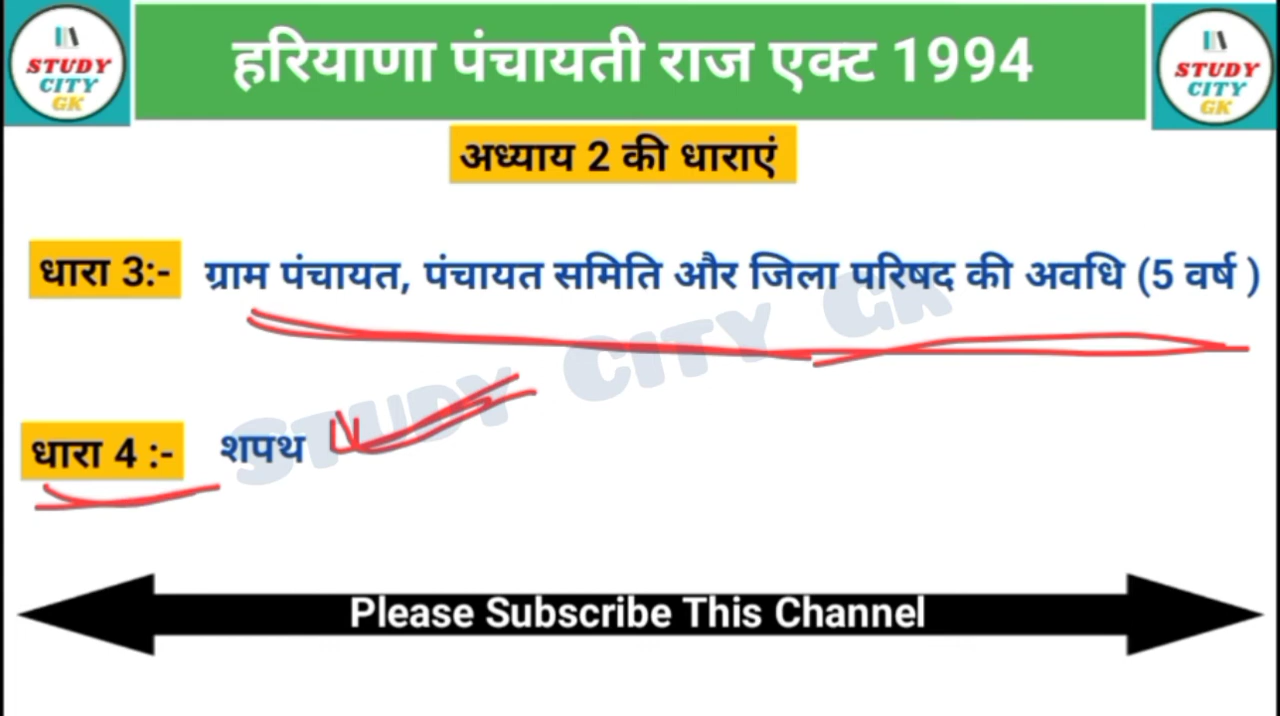 STUDY
CITY
GK
हरियाणा पंचायती राज एक्ट 1994
STUDY
CITY
GK
अध्याय 2 की धाराएं
धारा 3:- ग्राम पंचायत, पंचायत समिति और जिला परिषद की अवधि (5 वर्ष )
STUDY CITY GK
धारा 4 :- शपथ
Please Subscribe This Channel